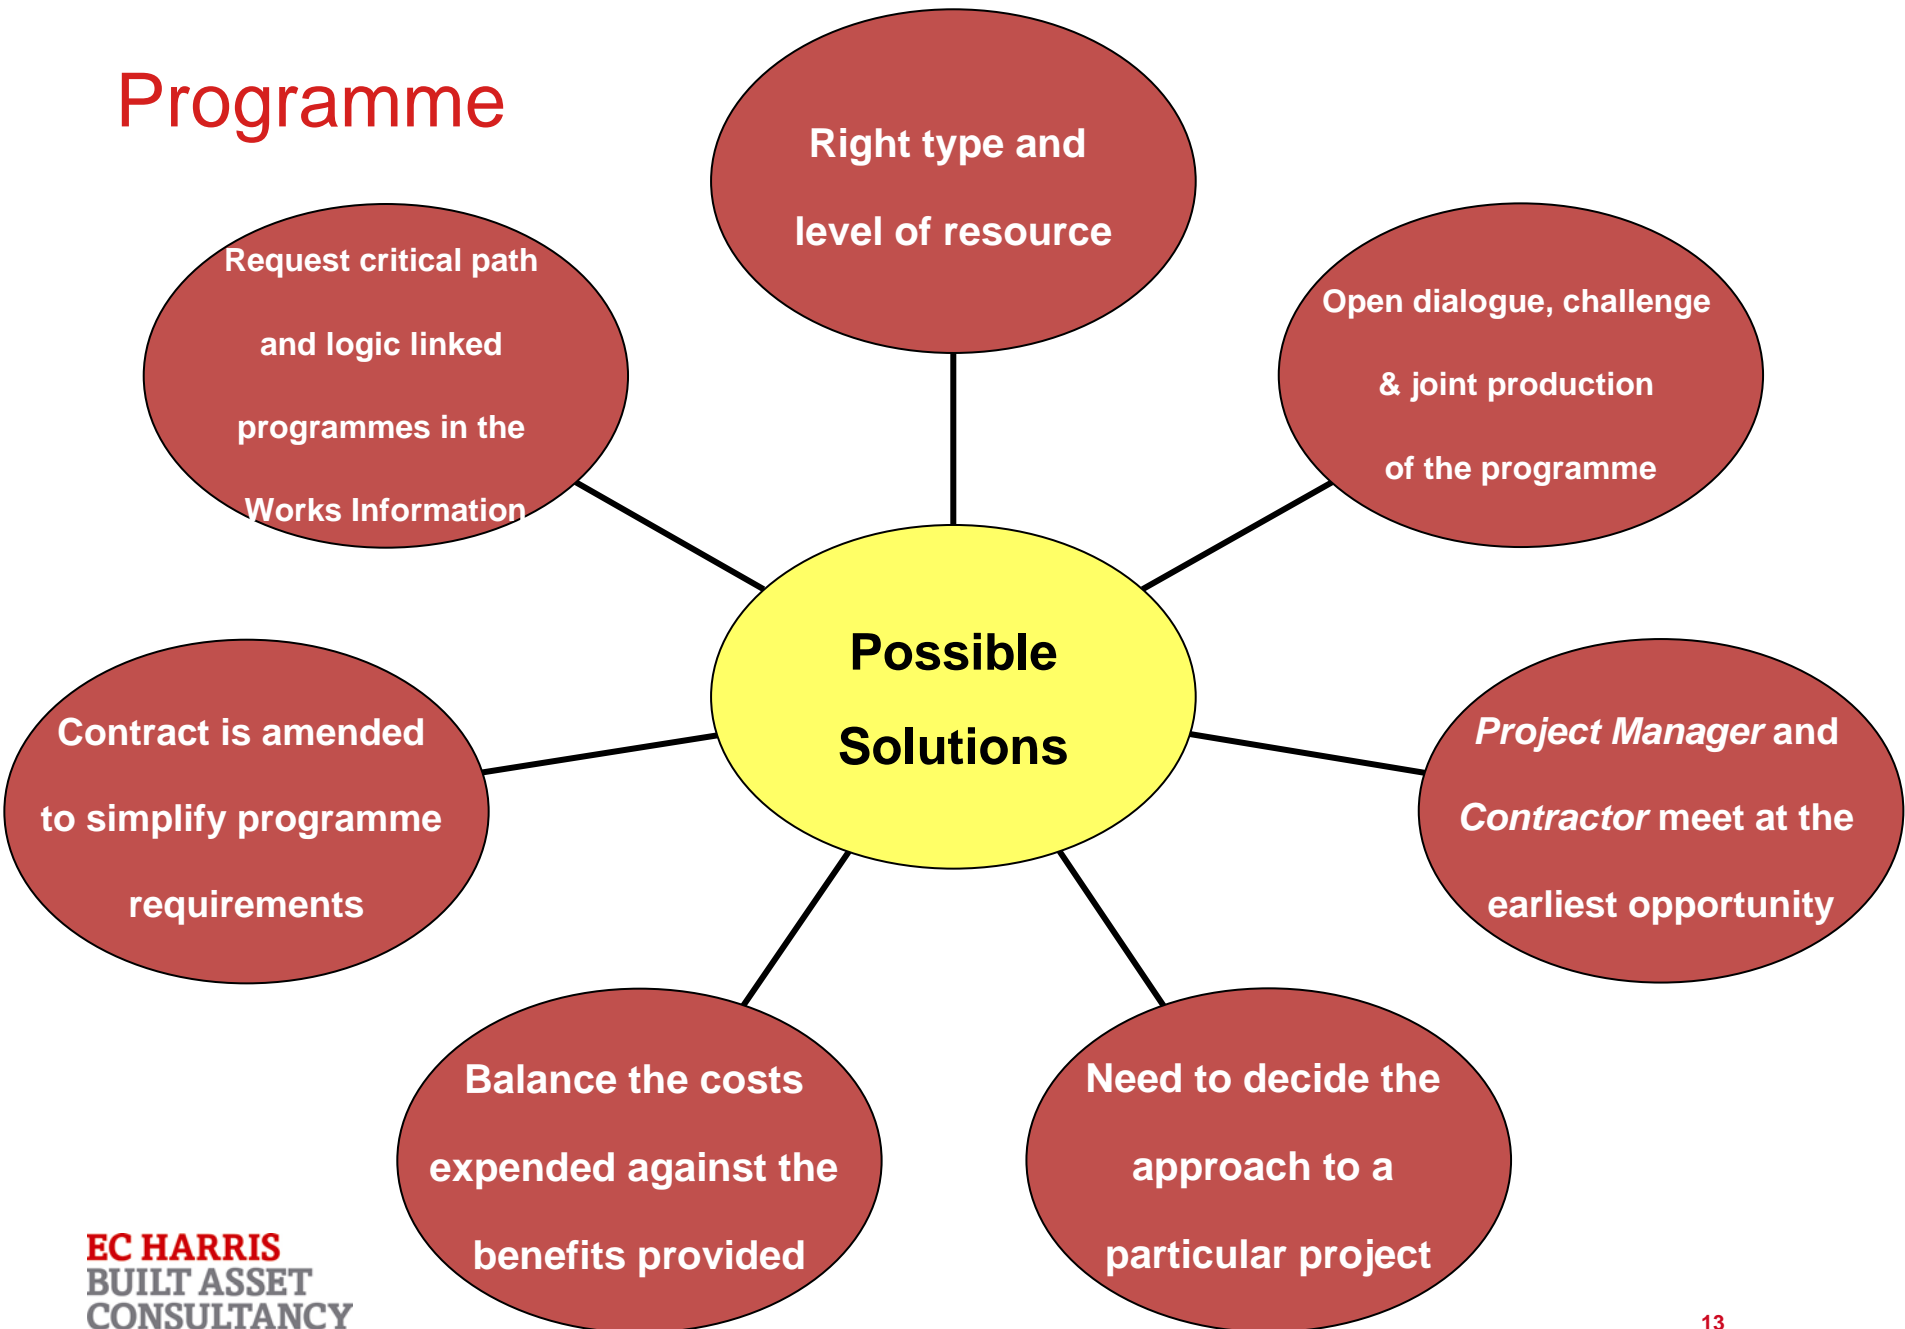 Programme
Right type and
level of resource
Request critical path
and logic linked
programmes in the
Works Information
Open dialogue, challenge
& joint production
of the programme
Possible
Solutions
Contract is amended
to simplify programme
requirements
Project Manager and
Contractor meet at the
earliest opportunity
Balance the costs
expended against the
benefits provided
Need to decide the
approach to a
particular project
EC HARRIS
BUILT ASSET
CONSULTANCY
13